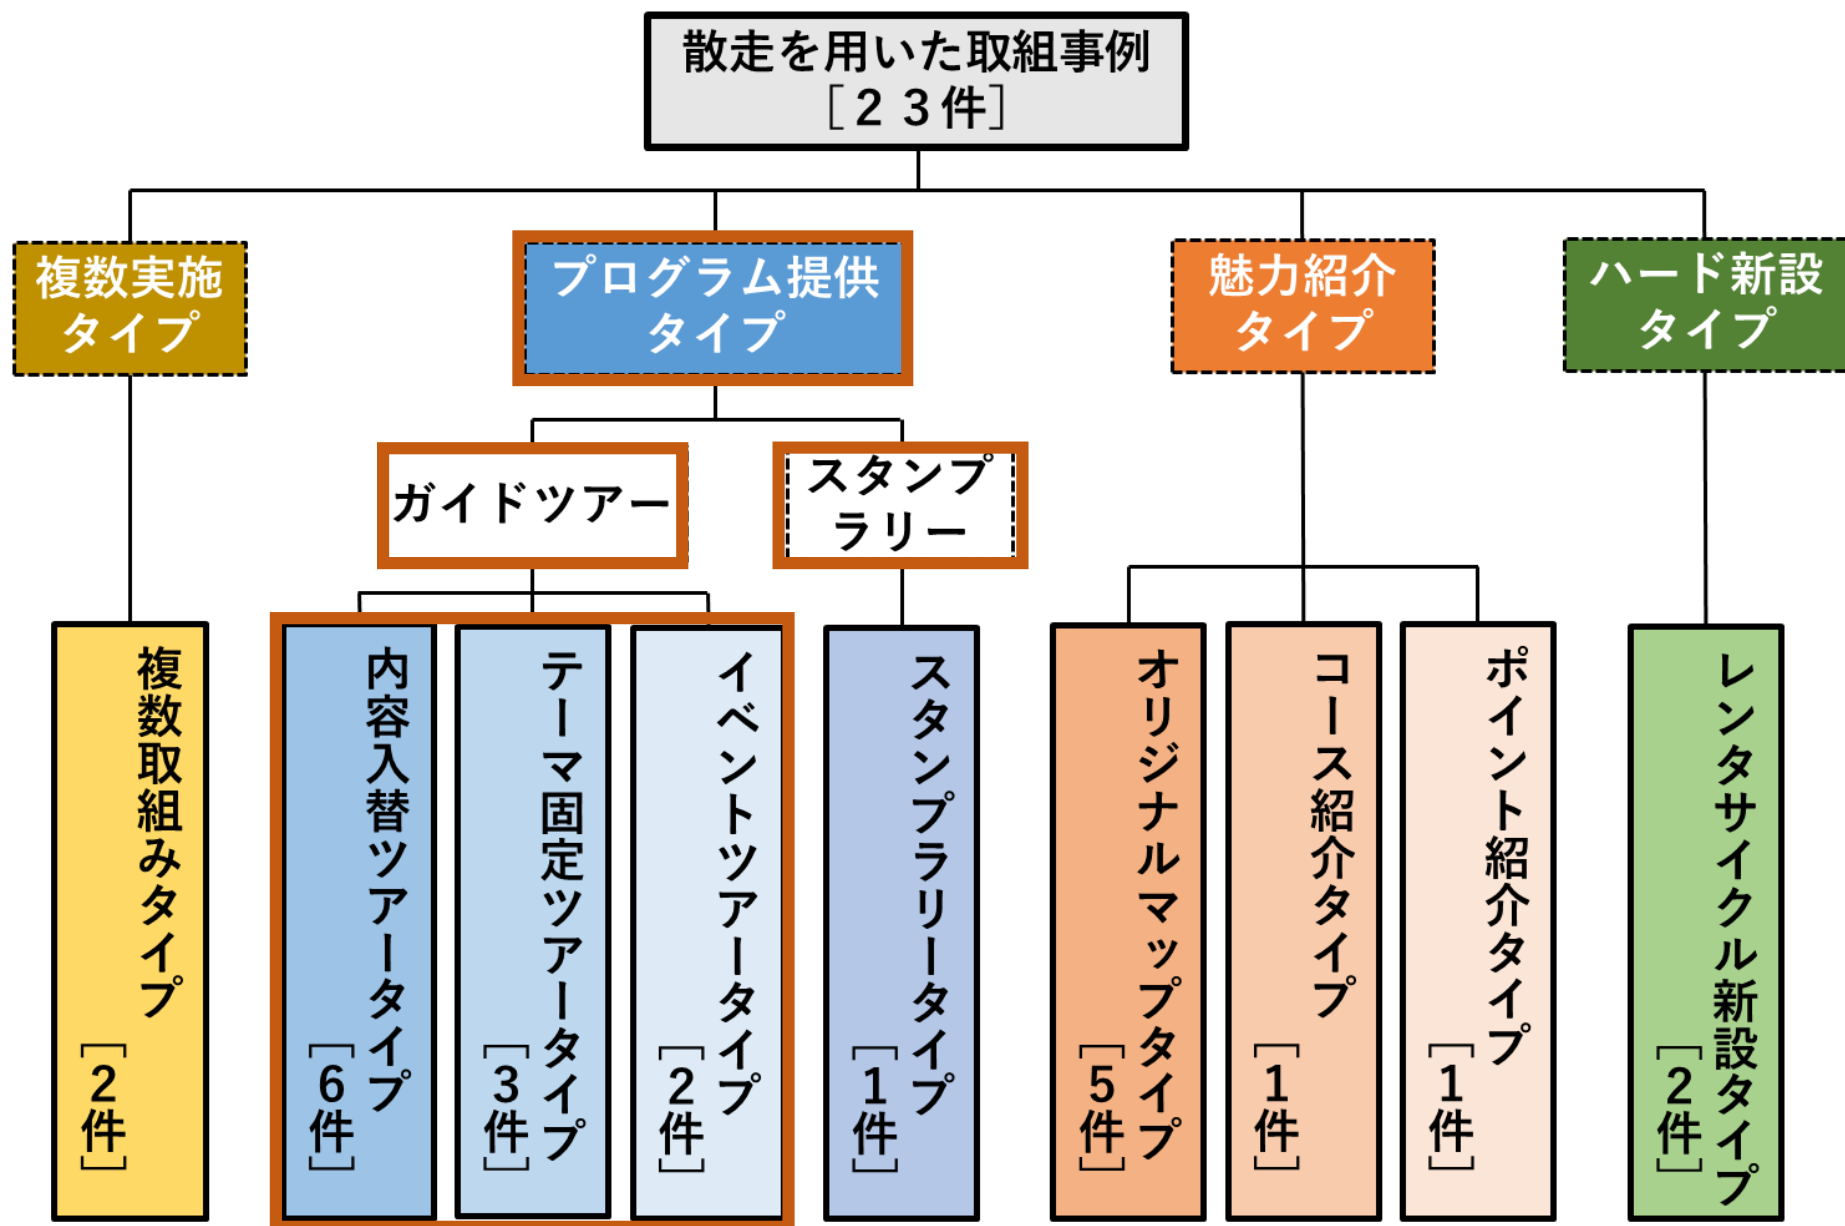 散走を用いた取組事例
［２３件］
複数実施
タイプ
プログラム提供
タイプ
魅力紹介
タイプ
ハード新設
タイプ
ガイドツアー
スタンプ
ラリー
複数取組みタイプ
［2件］
内容入替ツアータイプ
［6件］
テーマ固定ツアータイプ
［3件］
イベントツアータイプ
［2件］
スタンプラリータイプ
［1件］
オリジナルマップタイプ
［5件］
コース紹介タイプ
［1件］
ポイント紹介タイプ
［1件］
レンタサイクル新設タイプ
［2件］